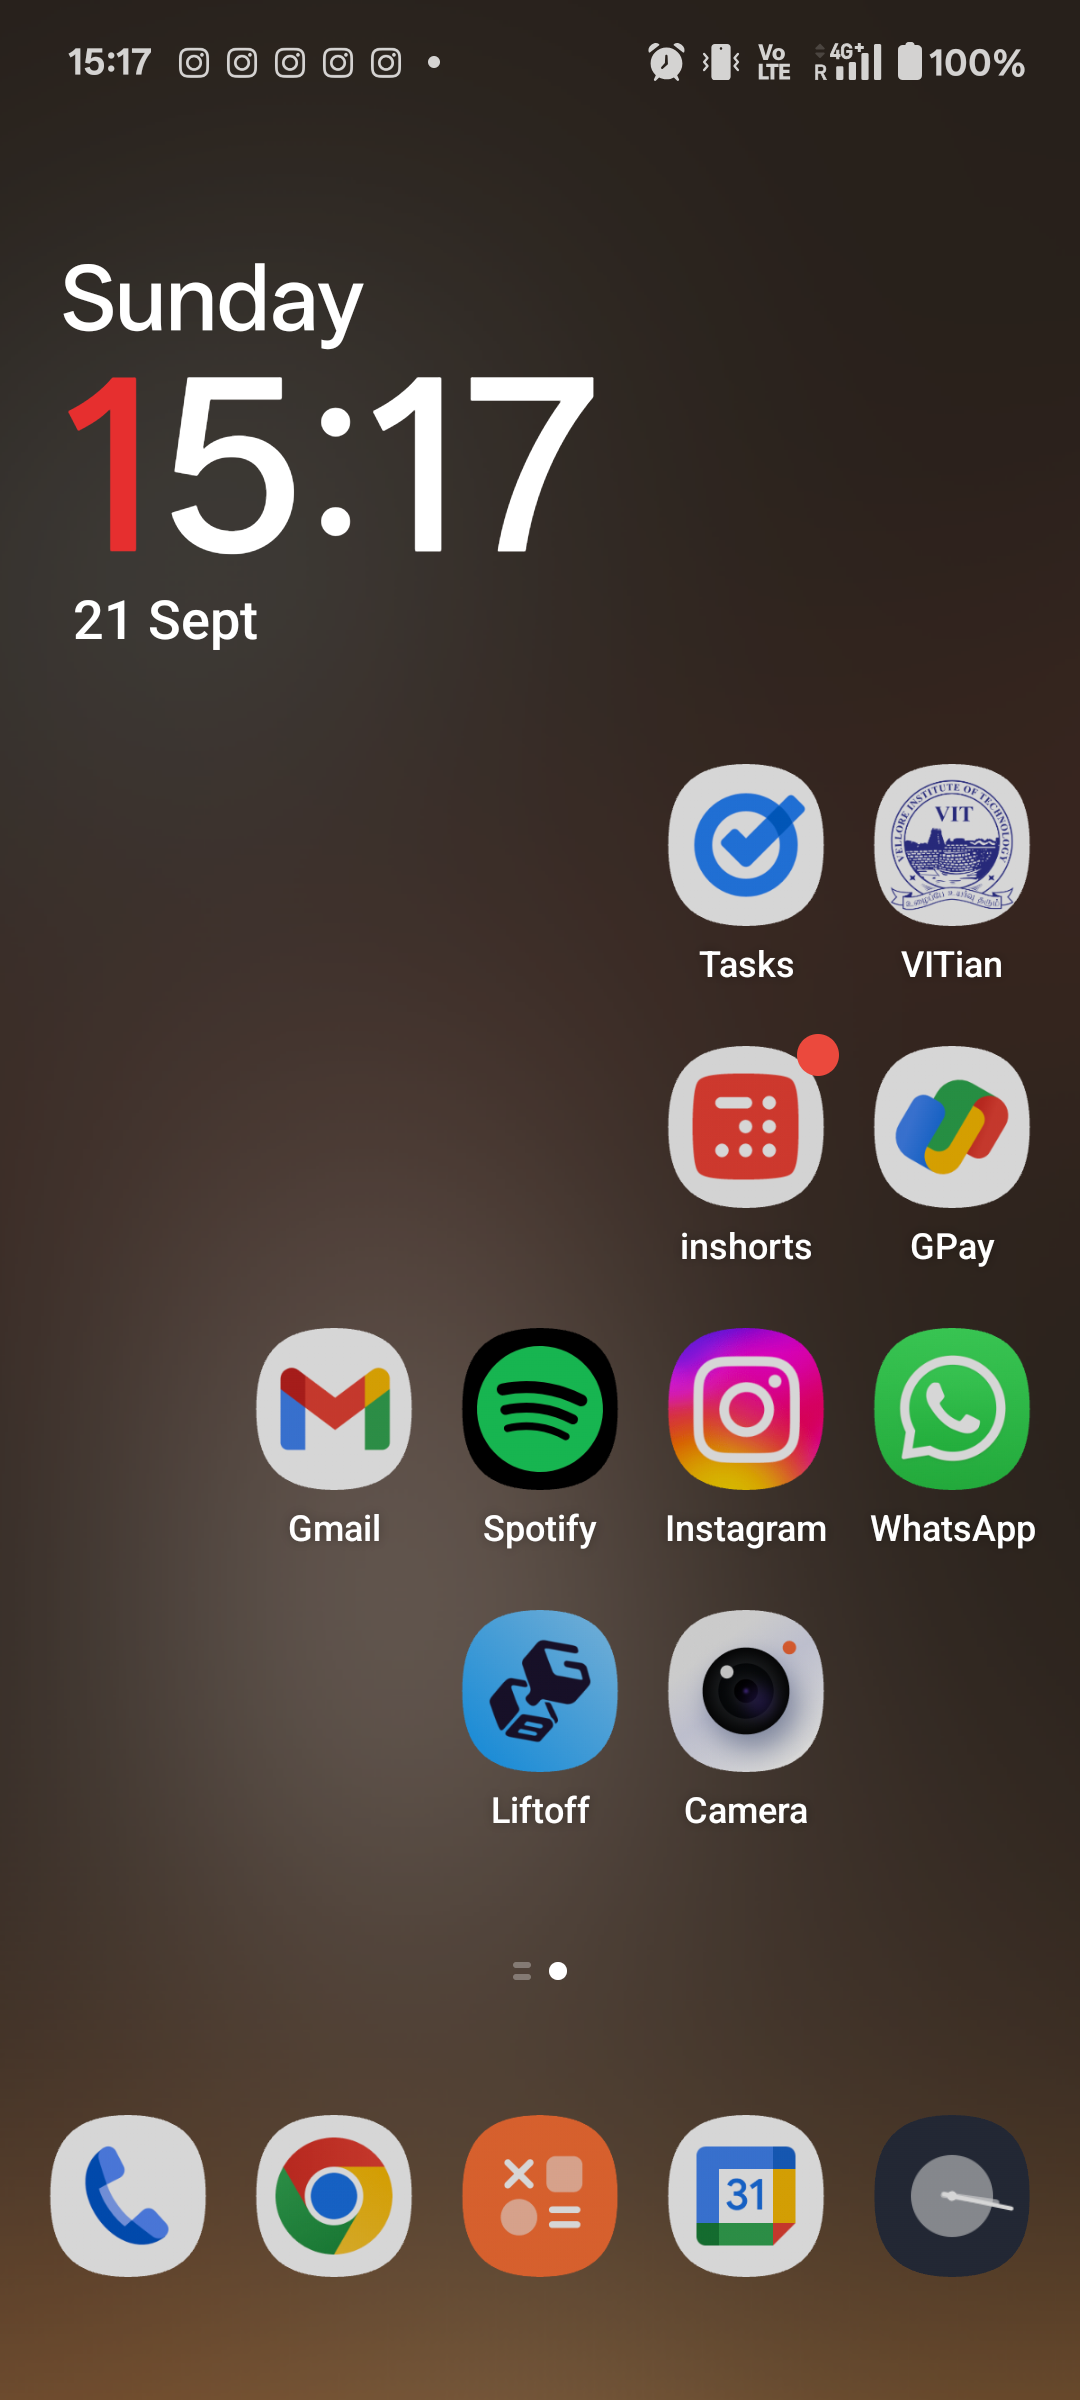 15:17
Vo
LTE
4G+
R
100%
Sunday
15:17
21 Sept
VELLORE INSTITUTE OF TECHNOLOGY
VIT
Tasks
VITian
inshorts
GPay
Gmail
Spotify
Instagram
WhatsApp
Liftoff
Camera
31